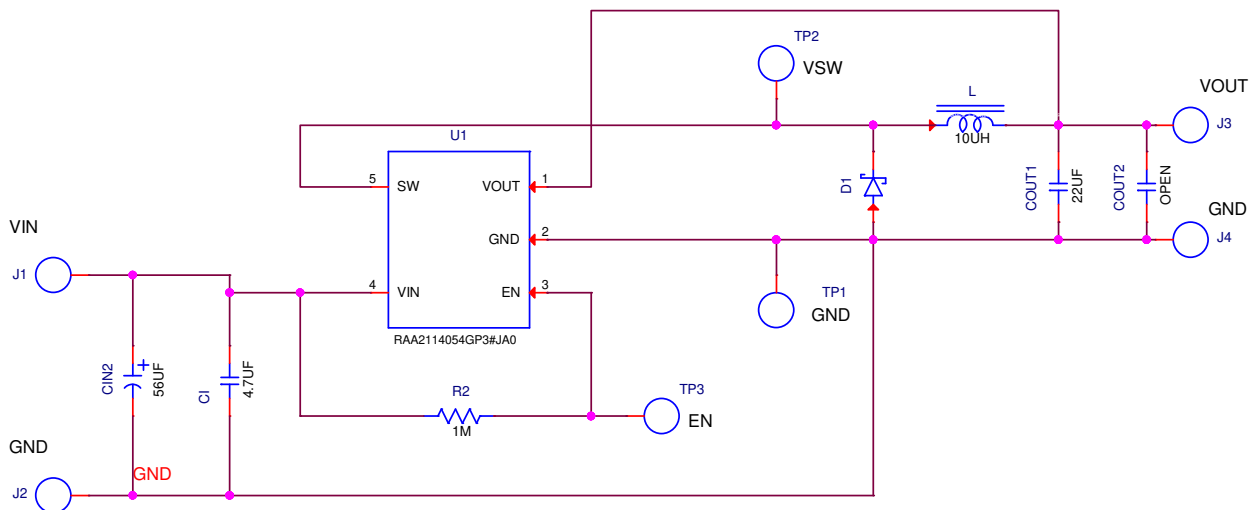 TP2
VSW
L
10UH
VOUT
J3
U1
5
SW
VOUT
1
D1
COUT1
22UF
COUT2
OPEN
GND
2
GND
J4
VIN
J1
4
VIN
EN
3
TP1
GND
RAA2114054GP3#JA0
CIN2
56UF
CI
4.7UF
R2
1M
TP3
EN
GND
GND
J2